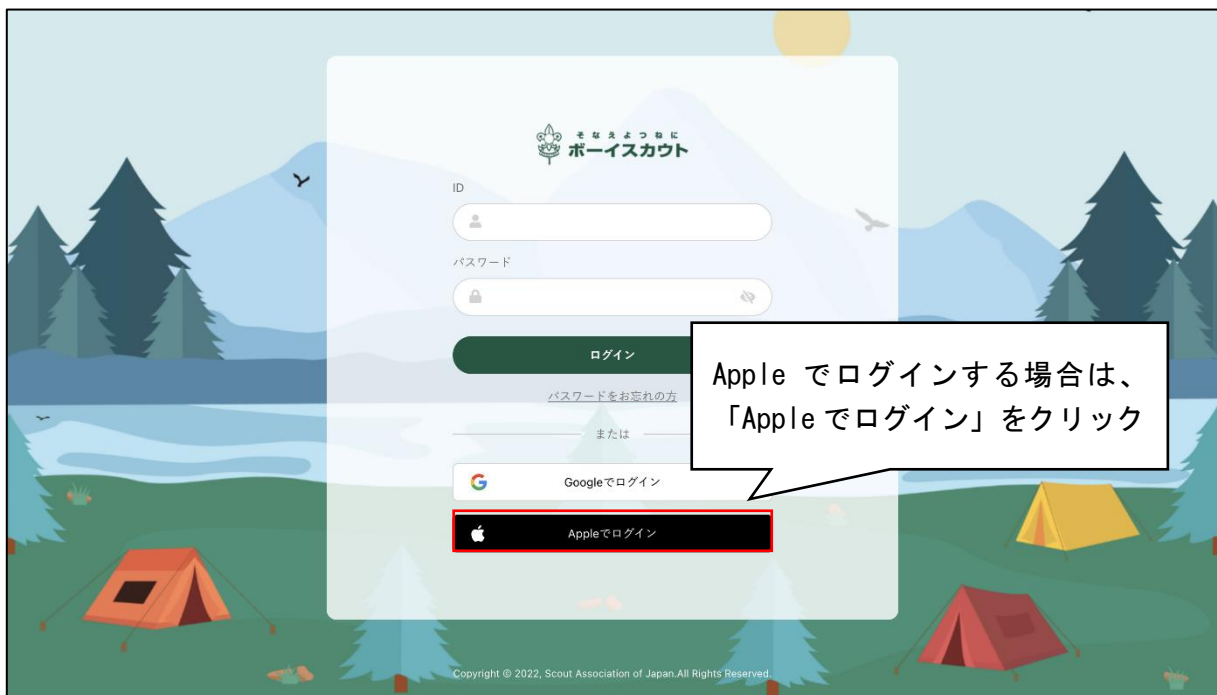 そなえよつねに
ボーイスカウト
ID
パスワード
ログイン
パスワードをお忘れの方
または
Googleでログイン
Appleでログイン
Apple でログインする場合は、
「Apple でログイン」をクリック
Copyright © 2022, Scout Association of Japan.All Rights Reserved.